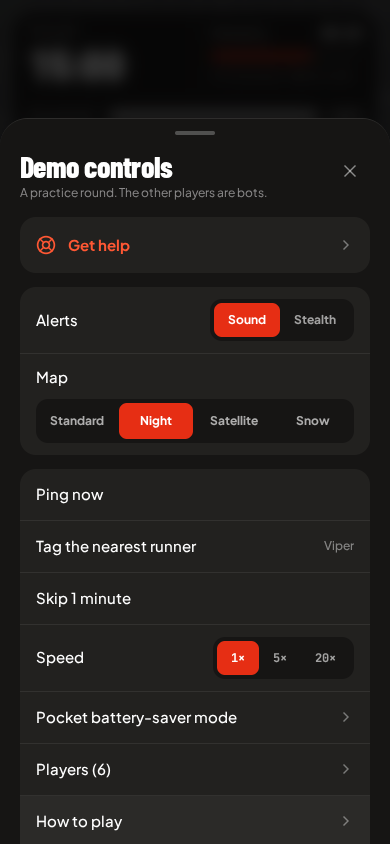 Demo controls
A practice round. The other players are bots.
Get help
Alerts
Sound
Stealth
Map
Standard
Night
Satellite
Snow
Ping now
Tag the nearest runner
Viper
Skip 1 minute
Speed
1×
5×
20×
Pocket battery-saver mode
Players (6)
How to play